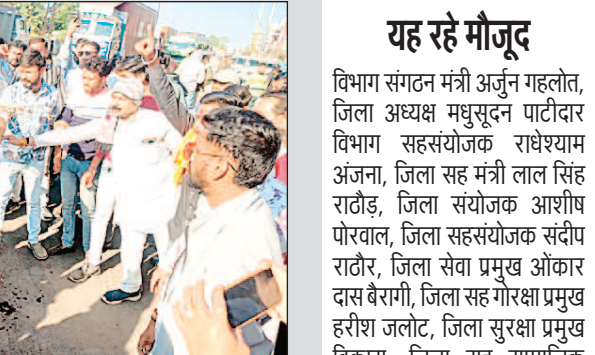 यह रहे मौजूद
विभाग संगठन मंत्री अर्जुन गहलोत,
जिला अध्यक्ष मधुसूदन पाटीदार
विभाग सहसंयोजक राधेश्याम
अंजना, जिला सह मंत्री लाल सिंह
राठौड़, जिला संयोजक आशीष
पोरवाल, जिला सहसंयोजक संदीप
राठौर, जिला सेवा प्रमुख ओंकार
दास बैरागी, जिला सह गोरक्षा प्रमुख
हरीश जलोट, जिला सुरक्षा प्रमुख